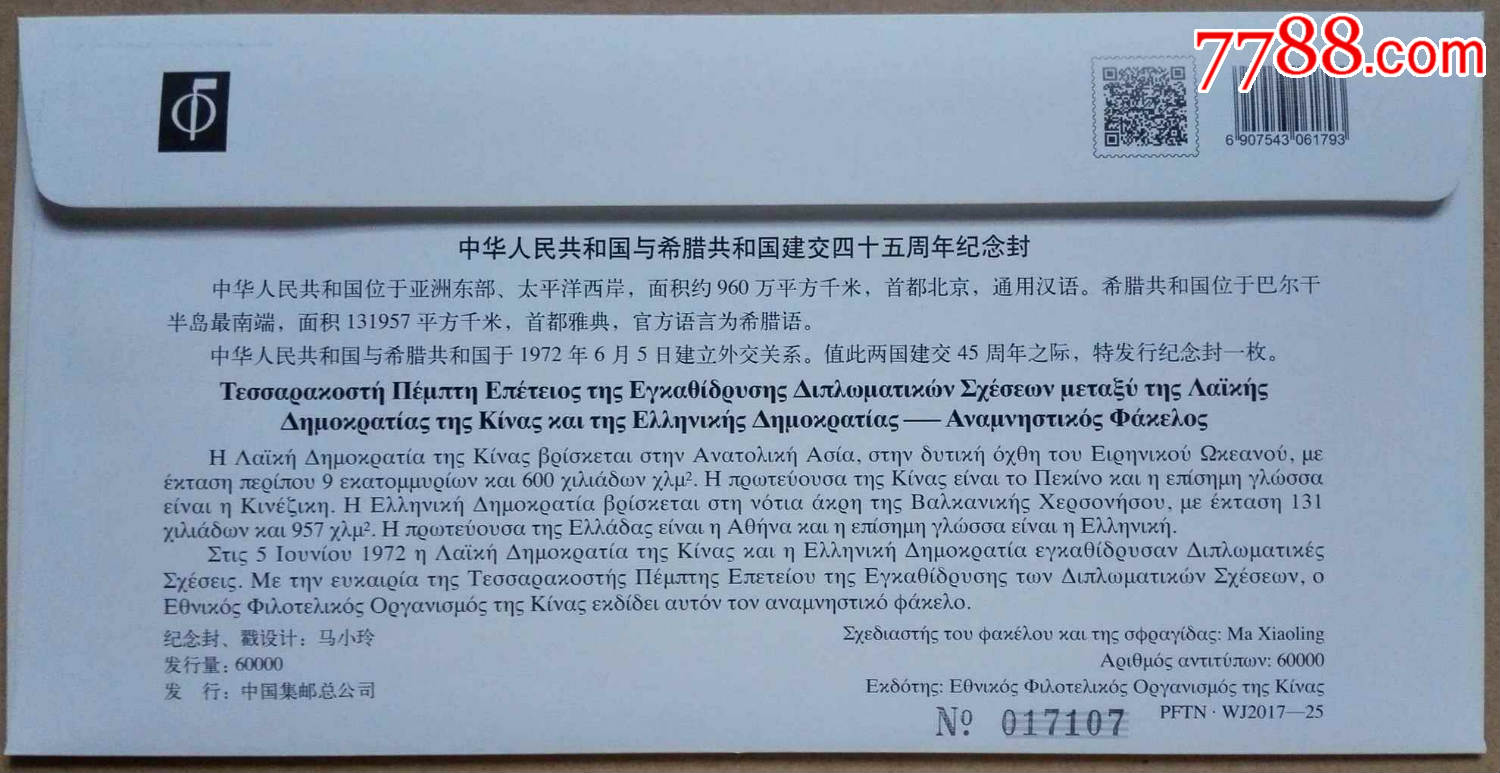 7788.com
6 907543 061793
中华人民共和国与希腊共和国建交四十五周年纪念封
中华人民共和国位于亚洲东部、太平洋西岸，面积约 960 万平方千米，首都北京，通用汉语。希腊共和国位于巴尔干
半岛最南端，面积 131957 平方千米，首都雅典，官方语言为希腊语。
中华人民共和国与希腊共和国于 1972 年 6 月 5 日建立外交关系。值此两国建交 45 周年之际，特发行纪念封一枚。
Τεσσαρακοστή Πέμπτη Επέτειος της Εγκαθίδρυσης Διπλωματικών Σχέσεων μεταξύ της Λαϊκής
Δημοκρατίας της Κίνας και της Ελληνικής Δημοκρατίας — Αναμνηστικός Φάκελος
Η Λαϊκή Δημοκρατία της Κίνας βρίσκεται στην Ανατολική Ασία, στην δυτική όχθη του Ειρηνικού Ωκεανού, με
έκταση περίπου 9 εκατομμυρίων και 600 χιλιάδων χλμ². Η πρωτεύουσα της Κίνας είναι το Πεκίνο και η επίσημη γλώσσα
είναι η Κινέζικη. Η Ελληνική Δημοκρατία βρίσκεται στη νότια άκρη της Βαλκανικής Χερσονήσου, με έκταση 131
χιλιάδων και 957 χλμ². Η πρωτεύουσα της Ελλάδας είναι η Αθήνα και η επίσημη γλώσσα είναι η Ελληνική.
Στις 5 Ιουνίου 1972 η Λαϊκή Δημοκρατία της Κίνας και η Ελληνική Δημοκρατία εγκαθίδρυσαν Διπλωματικές
Σχέσεις. Με την ευκαιρία της Τεσσαρακοστής Πέμπτης Επετείου της Εγκαθίδρυσης των Διπλωματικών Σχέσεων, ο
Εθνικός Φιλοτελικός Οργανισμός της Κίνας εκδίδει αυτόν τον αναμνηστικό φάκελο.
纪念封、戳设计：马小玲
发行量：60000
发 行：中国集邮总公司
Σχεδιαστής του φακέλου και της σφραγίδας: Ma Xiaoling
Αριθμός αντιτύπων: 60000
Εκδότης: Εθνικός Φιλοτελικός Οργανισμός της Κίνας
PFTN · WJ2017—25
Nº 017107